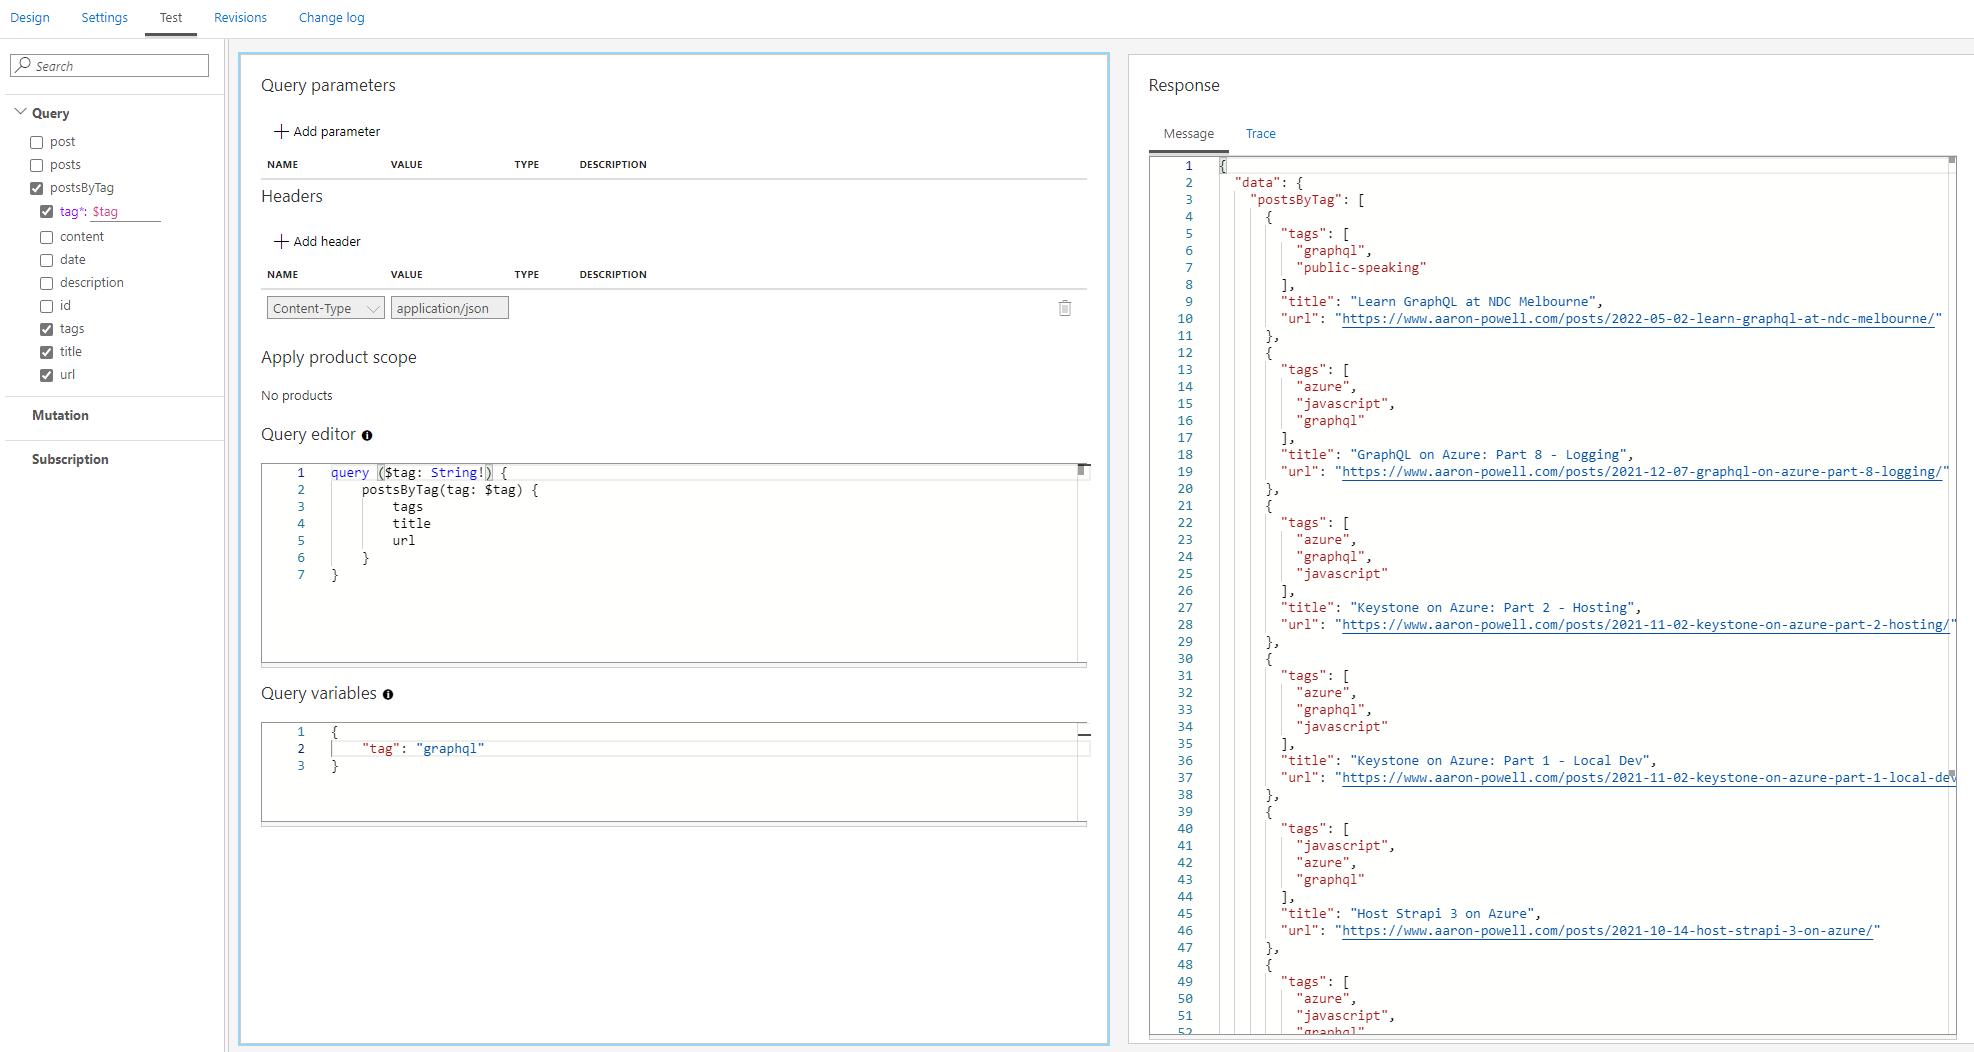 Design Settings Test Revisions Change log
Search
Query
post
posts
postsByTag
tag*: $tag
content
date
description
id
tags
title
url
Mutation
Subscription
Query parameters
Add parameter
NAME VALUE TYPE DESCRIPTION
Headers
Add header
NAME VALUE TYPE DESCRIPTION
Content-Type application/json
Apply product scope
No products
Query editor
1 query ($tag: String!) {
2 postsByTag(tag: $tag) {
3 tags
4 title
5 url
6 }
7 }
Query variables
1 {
2 "tag": "graphql"
3 }
Response
Message Trace
1 {
2 "data": {
3 "postsByTag": [
4 {
5 "tags": [
6 "graphql",
7 "public-speaking"
8 ],
9 "title": "Learn GraphQL at NDC Melbourne",
10 "url": "https://www.aaron-powell.com/posts/2022-05-02-learn-graphql-at-ndc-melbourne/"
11 },
12 {
13 "tags": [
14 "azure",
15 "javascript",
16 "graphql"
17 ],
18 "title": "GraphQL on Azure: Part 8 - Logging",
19 "url": "https://www.aaron-powell.com/posts/2021-12-07-graphql-on-azure-part-8-logging/"
20 },
21 {
22 "tags": [
23 "azure",
24 "graphql",
25 "javascript"
26 ],
27 "title": "Keystone on Azure: Part 2 - Hosting",
28 "url": "https://www.aaron-powell.com/posts/2021-11-02-keystone-on-azure-part-2-hosting/"
29 },
30 {
31 "tags": [
32 "azure",
33 "graphql",
34 "javascript"
35 ],
36 "title": "Keystone on Azure: Part 1 - Local Dev",
37 "url": "https://www.aaron-powell.com/posts/2021-11-02-keystone-on-azure-part-1-local-dev
38 },
39 {
40 "tags": [
41 "javascript",
42 "azure",
43 "graphql"
44 ],
45 "title": "Host Strapi 3 on Azure",
46 "url": "https://www.aaron-powell.com/posts/2021-10-14-host-strapi-3-on-azure/"
47 },
48 {
49 "tags": [
50 "azure",
51 "javascript",
52 "graphql"